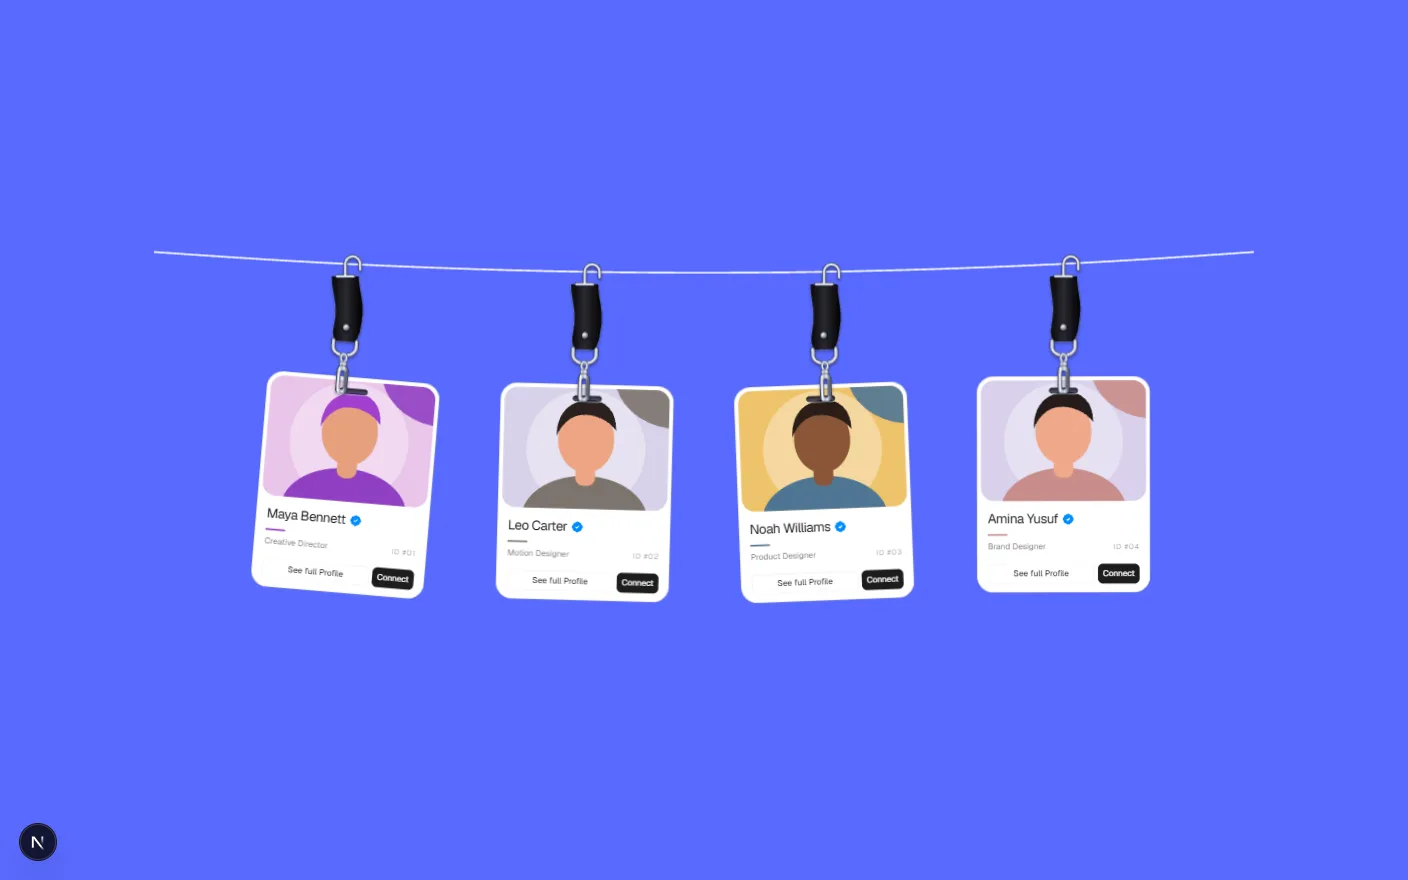 Maya Bennett
Creative Director
ID #01
See full Profile
Connect
Leo Carter
Motion Designer
ID #02
See full Profile
Connect
Noah Williams
Product Designer
ID #03
See full Profile
Connect
Amina Yusuf
Brand Designer
ID #04
See full Profile
Connect
N